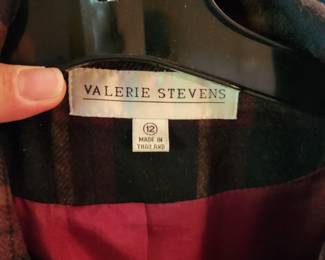 VALERIE STEVENS
12
MADE IN
THAILAND